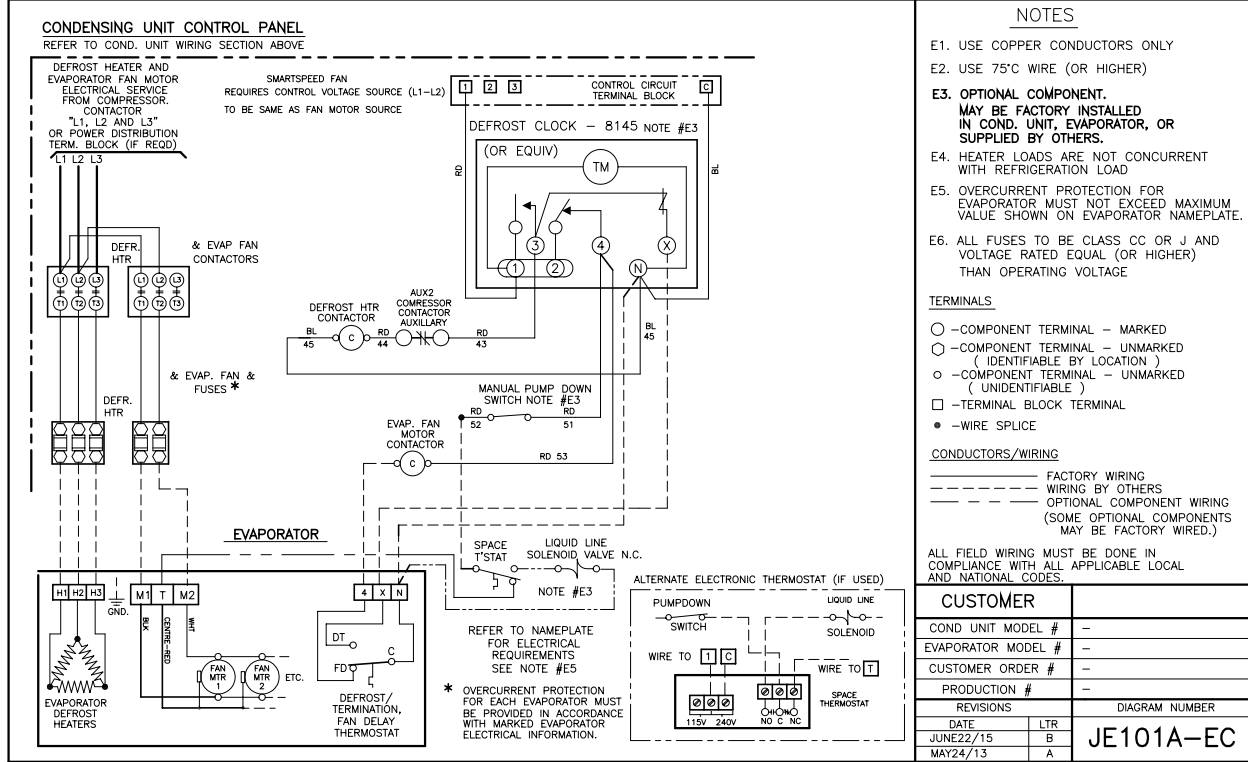 CONDENSING UNIT CONTROL PANEL
REFER TO COND. UNIT WIRING SECTION ABOVE
DEFROST HEATER AND
EVAPORATOR FAN MOTOR
ELECTRICAL SERVICE
FROM COMPRESSOR.
CONTACTOR
"L1, L2 AND L3"
OR POWER DISTRIBUTION
TERM. BLOCK (IF REQD)
L1 L2 L3
SMARTSPEED FAN
REQUIRES CONTROL VOLTAGE SOURCE (L1-L2)
TO BE SAME AS FAN MOTOR SOURCE
1 2 3
CONTROL CIRCUIT
TERMINAL BLOCK
C
DEFROST CLOCK - 8145 NOTE #E3
(OR EQUIV)
TM
RD
BL
3
4
X
1
2
N
DEFR.
HTR
& EVAP FAN
CONTACTORS
L1 L2 L3
T1 T2 T3
L1 L2 L3
T1 T2 T3
DEFROST HTR
CONTACTOR
AUX2
COMRESSOR
CONTACTOR
AUXILLARY
BL
45
C
RD
44
RD
43
BL
45
& EVAP. FAN &
FUSES *
DEFR.
HTR
MANUAL PUMP DOWN
SWITCH NOTE #E3
RD
52
RD
51
EVAP. FAN
MOTOR
CONTACTOR
C
RD 53
EVAPORATOR
SPACE
T'STAT
LIQUID LINE
SOLENOID VALVE N.C.
NOTE #E3
H1 H2 H3
GND.
M1 T M2
4 X N
BLK
CENTRE-RED
WHT
FAN
MTR
1
FAN
MTR
2
ETC.
DT
C
FD
EVAPORATOR
DEFROST
HEATERS
DEFROST/
TERMINATION,
FAN DELAY
THERMOSTAT
REFER TO NAMEPLATE
FOR ELECTRICAL
REQUIREMENTS
SEE NOTE #E5
* OVERCURRENT PROTECTION
FOR EACH EVAPORATOR MUST
BE PROVIDED IN ACCORDANCE
WITH MARKED EVAPORATOR
ELECTRICAL INFORMATION.
ALTERNATE ELECTRONIC THERMOSTAT (IF USED)
PUMPDOWN
SWITCH
LIQUID LINE
SOLENOID
WIRE TO 1 C
WIRE TO T
115V 240V
NO C NC
SPACE
THERMOSTAT
NOTES
E1. USE COPPER CONDUCTORS ONLY
E2. USE 75°C WIRE (OR HIGHER)
E3. OPTIONAL COMPONENT.
MAY BE FACTORY INSTALLED
IN COND. UNIT, EVAPORATOR, OR
SUPPLIED BY OTHERS.
E4. HEATER LOADS ARE NOT CONCURRENT
WITH REFRIGERATION LOAD
E5. OVERCURRENT PROTECTION FOR
EVAPORATOR MUST NOT EXCEED MAXIMUM
VALUE SHOWN ON EVAPORATOR NAMEPLATE.
E6. ALL FUSES TO BE CLASS CC OR J AND
VOLTAGE RATED EQUAL (OR HIGHER)
THAN OPERATING VOLTAGE
TERMINALS
-COMPONENT TERMINAL - MARKED
-COMPONENT TERMINAL - UNMARKED
( IDENTIFIABLE BY LOCATION )
-COMPONENT TERMINAL - UNMARKED
( UNIDENTIFIABLE )
-TERMINAL BLOCK TERMINAL
-WIRE SPLICE
CONDUCTORS/WIRING
FACTORY WIRING
WIRING BY OTHERS
OPTIONAL COMPONENT WIRING
(SOME OPTIONAL COMPONENTS
MAY BE FACTORY WIRED.)
ALL FIELD WIRING MUST BE DONE IN
COMPLIANCE WITH ALL APPLICABLE LOCAL
AND NATIONAL CODES.
CUSTOMER
COND UNIT MODEL # -
EVAPORATOR MODEL # -
CUSTOMER ORDER # -
PRODUCTION # -
REVISIONS
DIAGRAM NUMBER
DATE LTR
JUNE22/15 B
MAY24/13 A
JE101A-EC